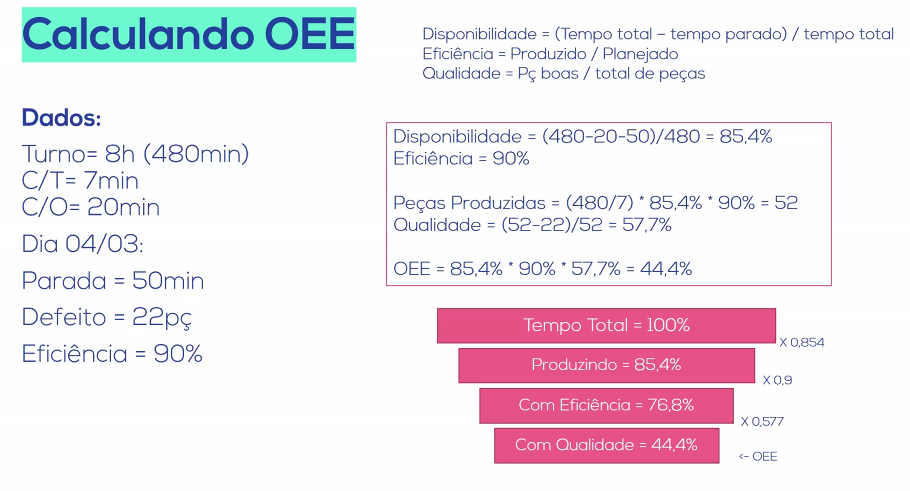 Calculando OEE
Disponibilidade = (Tempo total - tempo parado) / tempo total
Eficiência = Produzido / Planejado
Qualidade = Pç boas / total de peças
Dados:
Turno= 8h (480min)
C/T= 7min
C/O= 20min
Dia 04/03:
Parada = 50min
Defeito = 22pç
Eficiência = 90%
Disponibilidade = (480-20-50)/480 = 85,4%
Eficiência = 90%
Peças Produzidas = (480/7) * 85,4% * 90% = 52
Qualidade = (52-22)/52 = 57,7%
OEE = 85,4% * 90% * 57,7% = 44,4%
Tempo Total = 100%
X 0,854
Produzindo = 85,4%
X 0,9
Com Eficiência = 76,8%
X 0,577
Com Qualidade = 44,4%
<- OEE